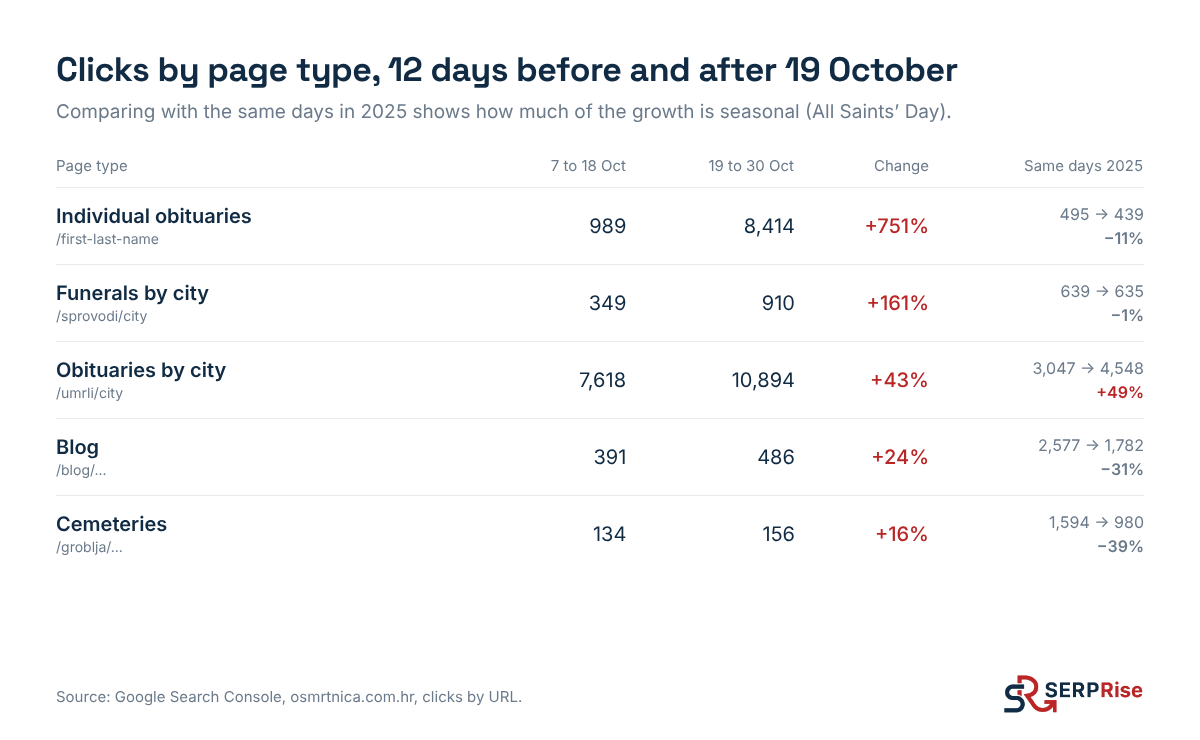 Clicks by page type, 12 days before and after 19 October
Comparing with the same days in 2025 shows how much of the growth is seasonal (All Saints’ Day).
Page type 7 to 18 Oct 19 to 30 Oct Change Same days 2025
Individual obituaries 989 8,414 +751% 495 → 439
/first-last-name −11%
Funerals by city 349 910 +161% 639 → 635
/sprovodi/city −1%
Obituaries by city 7,618 10,894 +43% 3,047 → 4,548
/umrli/city +49%
Blog 391 486 +24% 2,577 → 1,782
/blog/... −31%
Cemeteries 134 156 +16% 1,594 → 980
/groblja/... −39%
Source: Google Search Console, osmrtnica.com.hr, clicks by URL.
SR SERPRise